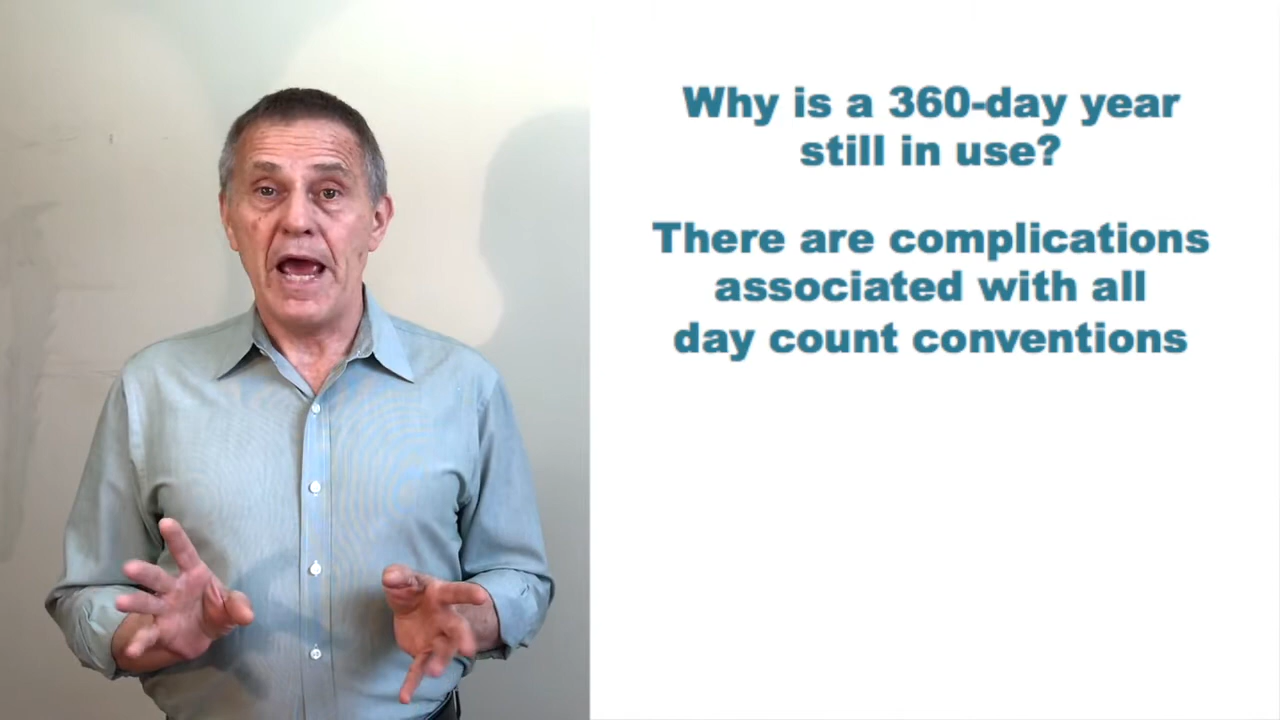 Why is a 360-day year
still in use?
There are complications
associated with all
day count conventions